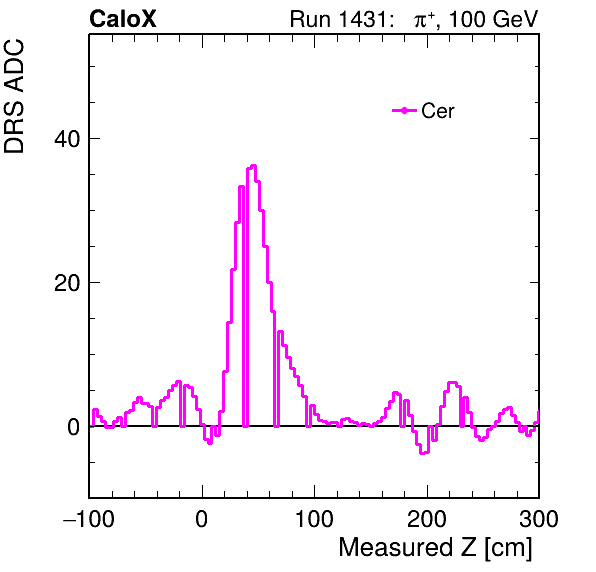 CaloX Run 1431: π⁺, 100 GeV
DRS ADC
Cer
40
20
0
−100 0 100 200 300
Measured Z [cm]